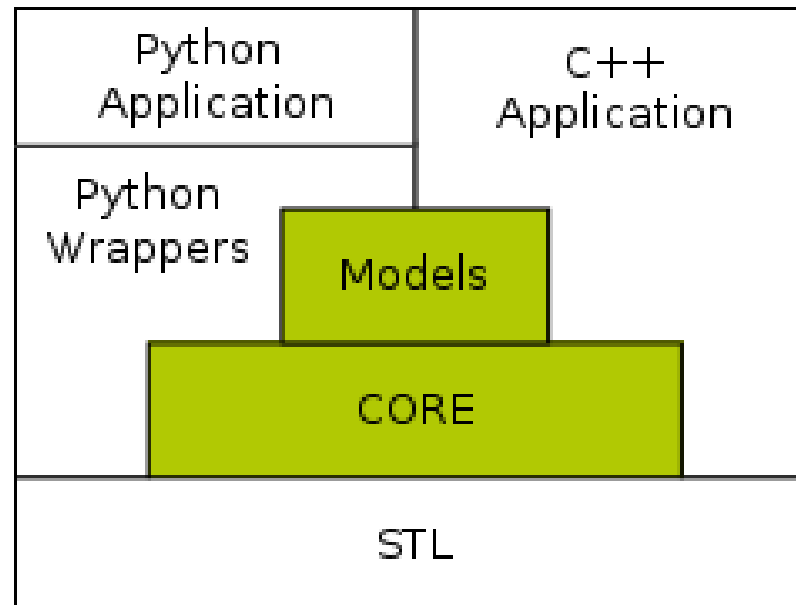 Python
Application
C++
Application
Python
Wrappers
Models
CORE
STL